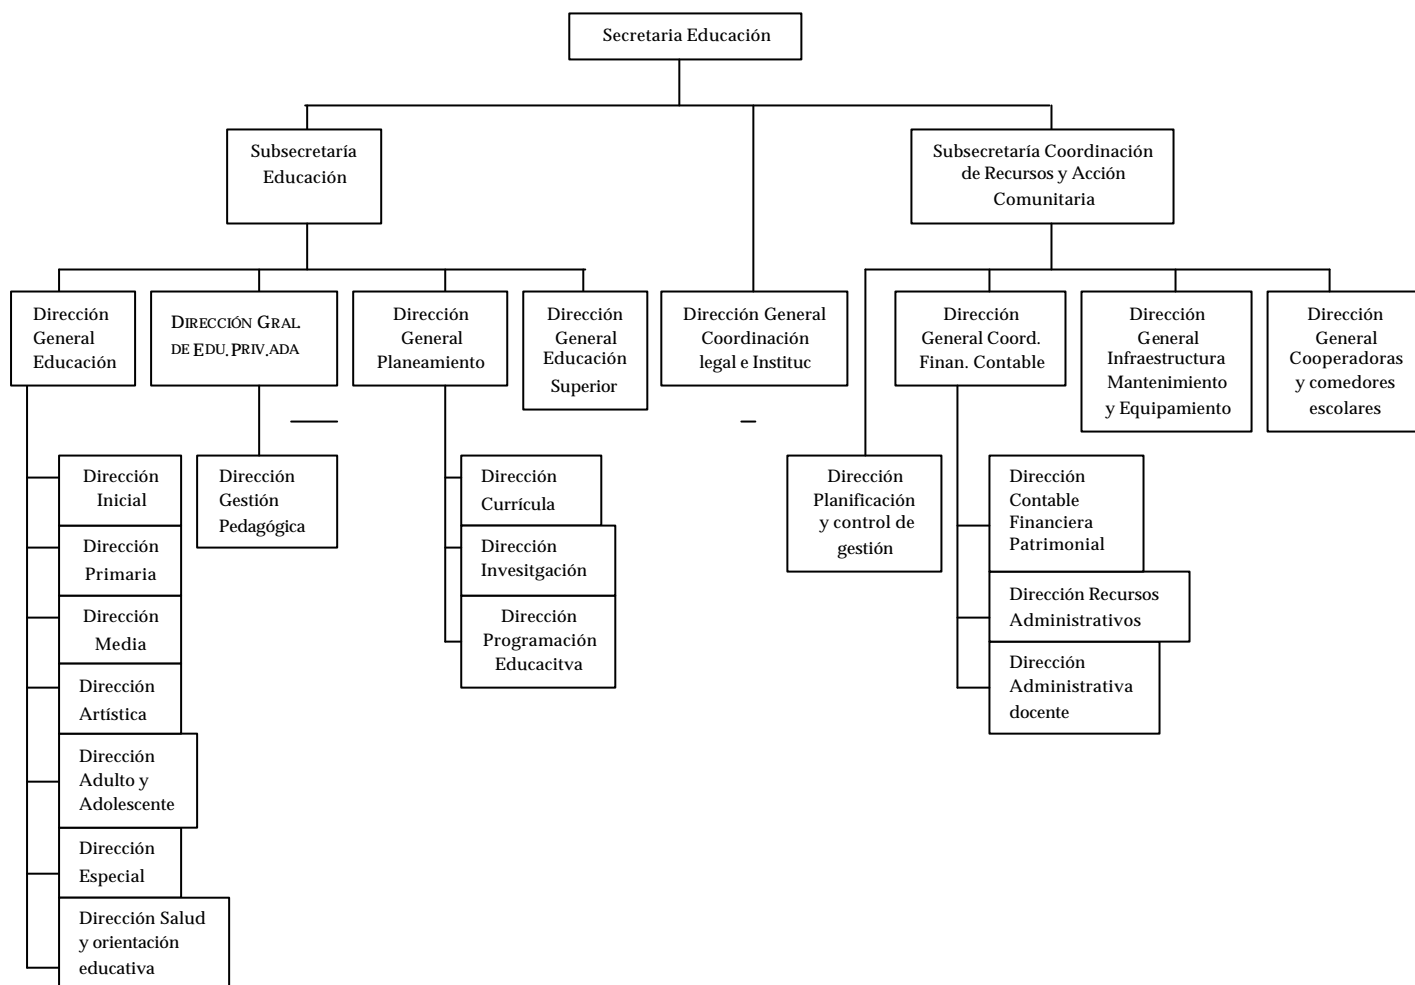 Secretaria Educación
Subsecretaría
Educación
Subsecretaría Coordinación
de Recursos y Acción
Comunitaria
Dirección
General
Educación
DIRECCIÓN GRAL
DE EDU.PRIV.ADA
Dirección
General
Planeamiento
Dirección
General
Educación
Superior
Dirección General
Coordinación
legal e Instituc
Dirección
General Coord.
Finan. Contable
Dirección
General
Infraestructura
Mantenimiento
y Equipamiento
Dirección
General
Cooperadoras
y comedores
escolares
Dirección
Inicial
Dirección
Primaria
Dirección
Media
Dirección
Artística
Dirección
Adulto y
Adolescente
Dirección
Especial
Dirección Salud
y orientación
educativa
Dirección
Gestión
Pedagógica
Dirección
Currícula
Dirección
Invesitgación
Dirección
Programación
Educacitva
Dirección
Planificación
y control de
gestión
Dirección
Contable
Financiera
Patrimonial
Dirección Recursos
Administrativos
Dirección
Administrativa
docente